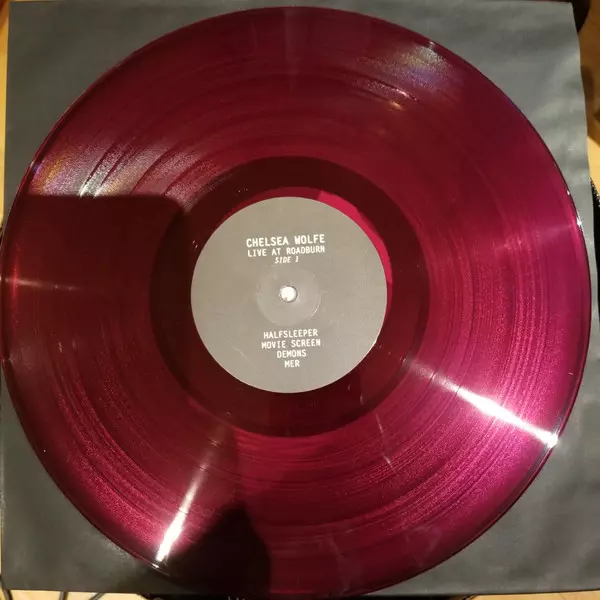 CHELSEA WOLFE
LIVE AT ROADBURN
SIDE 1
HALFSLEEPER
MOVIE SCREEN
DEMONS
MER